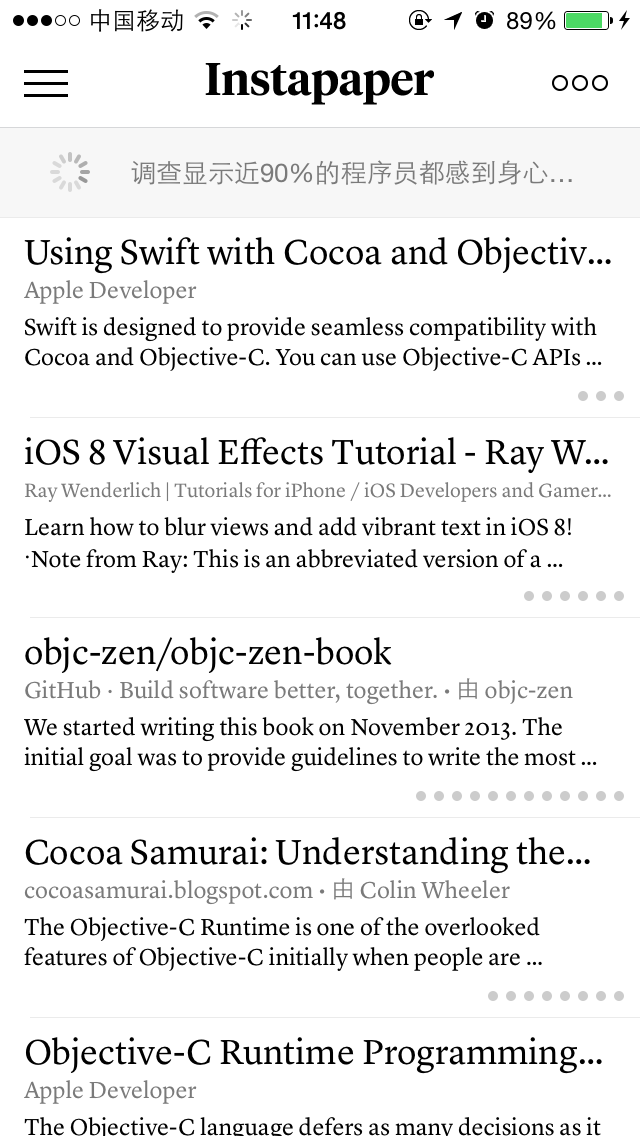 中国移动 11:48 89%
Instapaper
调查显示近90%的程序员都感到身心...
Using Swift with Cocoa and Objectiv...
Apple Developer
Swift is designed to provide seamless compatibility with
Cocoa and Objective-C. You can use Objective-C APIs ...
iOS 8 Visual Effects Tutorial - Ray W...
Ray Wenderlich | Tutorials for iPhone / iOS Developers and Gamer...
Learn how to blur views and add vibrant text in iOS 8!
·Note from Ray: This is an abbreviated version of a ...
objc-zen/objc-zen-book
GitHub · Build software better, together. • 由 objc-zen
We started writing this book on November 2013. The
initial goal was to provide guidelines to write the most ...
Cocoa Samurai: Understanding the...
cocoasamurai.blogspot.com • 由 Colin Wheeler
The Objective-C Runtime is one of the overlooked
features of Objective-C initially when people are ...
Objective-C Runtime Programming...
Apple Developer
The Objective-C language defers as many decisions as it